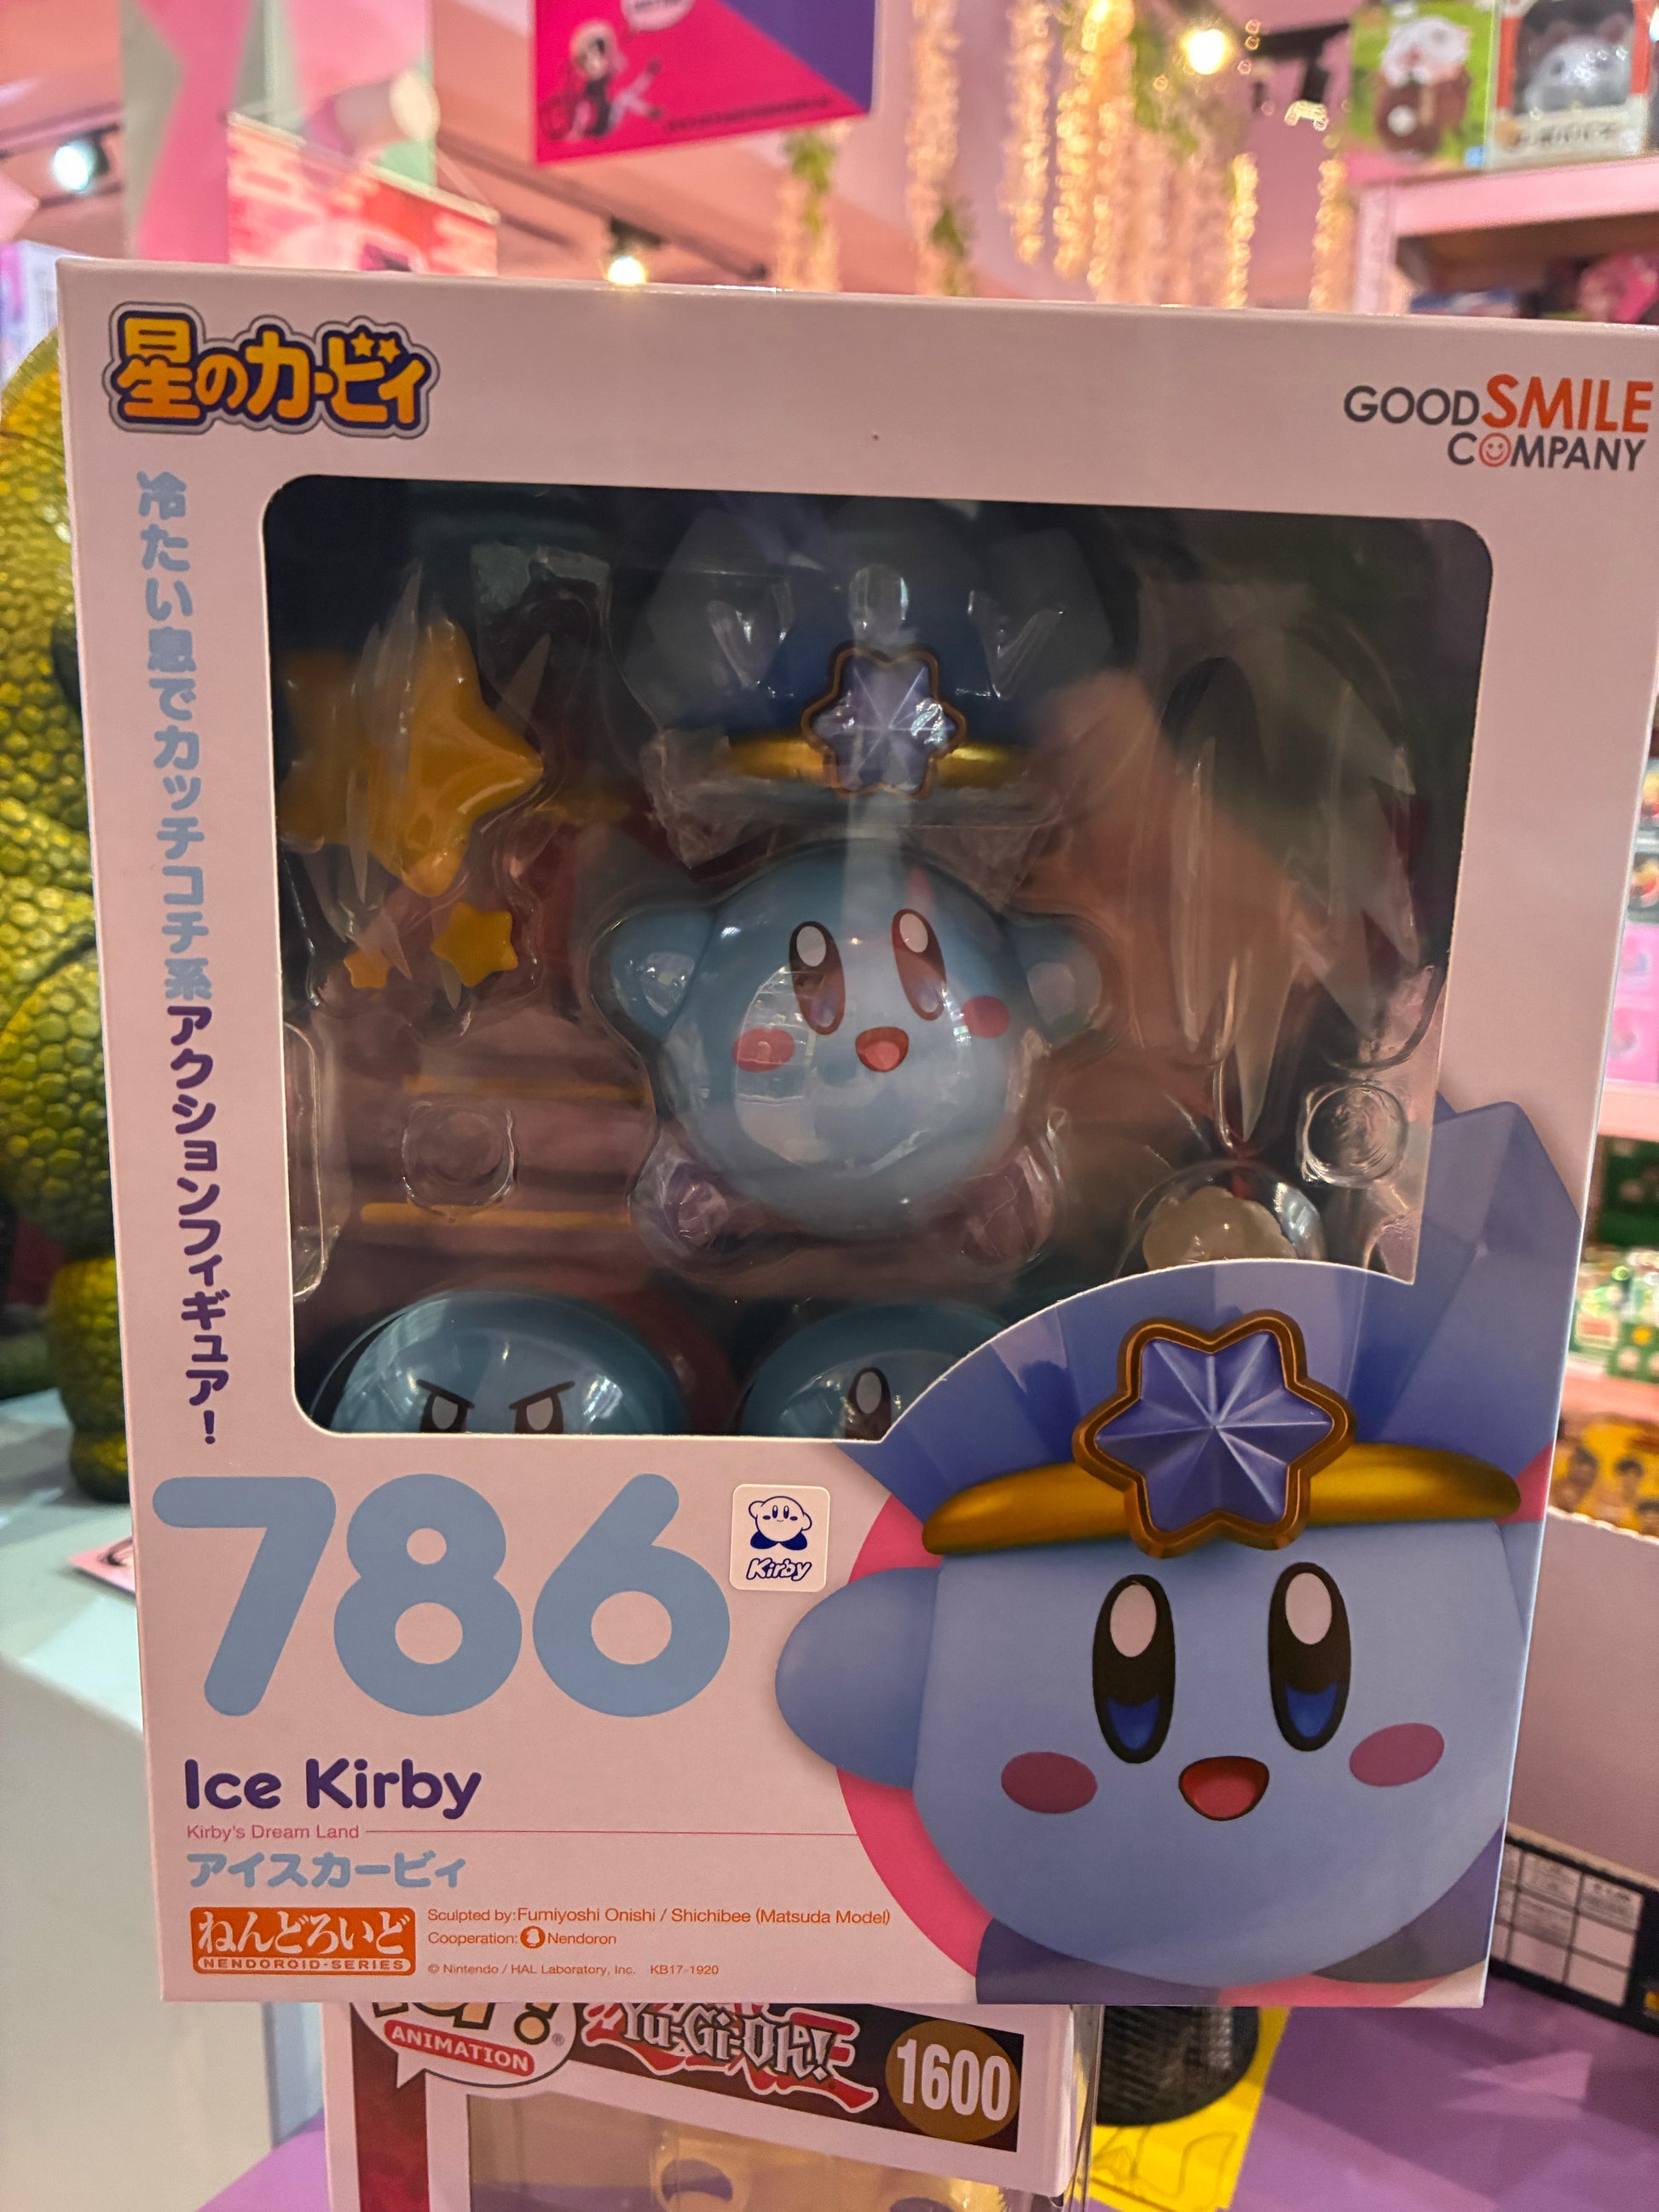 星のカービィ
GOOD SMILE
COMPANY
冷たい息でカッチコチ系アクションフィギュア!
786
Kirby
Ice Kirby
Kirby's Dream Land
アイスカービィ
ねんどろいど
NENDOROID-SERIES
Sculpted by:Fumiyoshi Onishi / Shichibee (Matsuda Model)
Cooperation: Nendoron
© Nintendo / HAL Laboratory, Inc. KB17-1920
ANIMATION
Yu-Gi-Oh!
1600